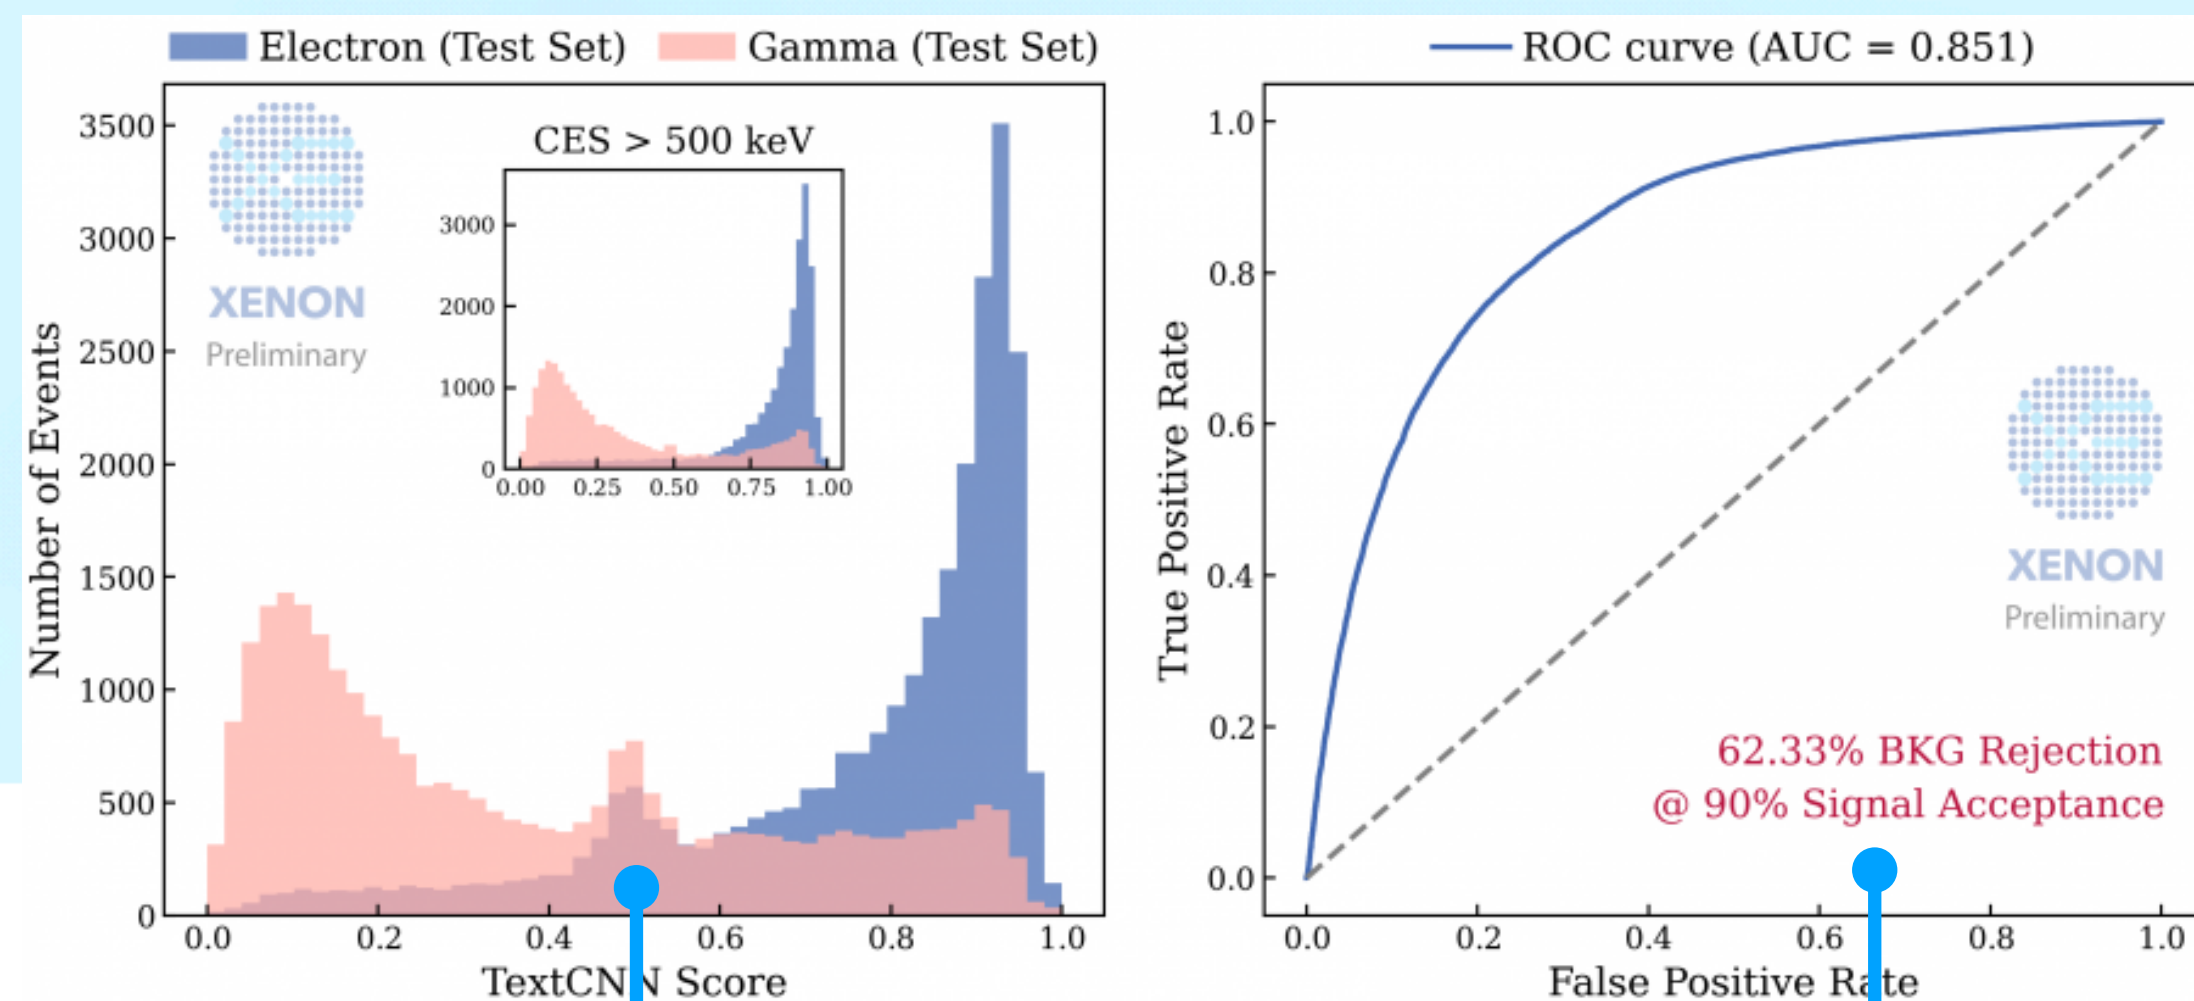 Electron (Test Set) Gamma (Test Set)
CES > 500 keV
3500
3000
2500
2000
1500
1000
500
0
Number of Events
XENON
Preliminary
3000
2000
1000
0
0.00 0.25 0.50 0.75 1.00
0.0 0.2 0.4 0.6 0.8 1.0
TextCNN Score
ROC curve (AUC = 0.851)
1.0
0.8
0.6
0.4
0.2
0.0
True Positive Rate
XENON
Preliminary
62.33% BKG Rejection
@ 90% Signal Acceptance
0.0 0.2 0.4 0.6 0.8 1.0
False Positive Rate